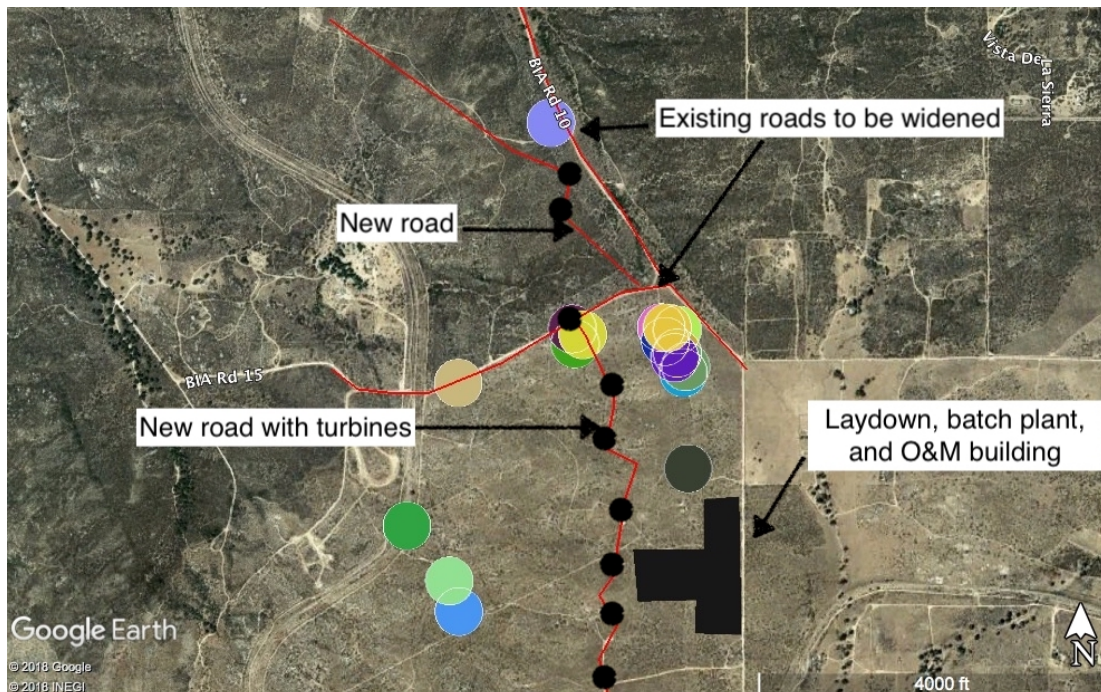 Vista De
La Sierra
BIA Rd 10
Existing roads to be widened
New road
BIA Rd 15
New road with turbines
Laydown, batch plant,
and O&M building
Google Earth
© 2018 Google
© 2018 INEGI
4000 ft
N